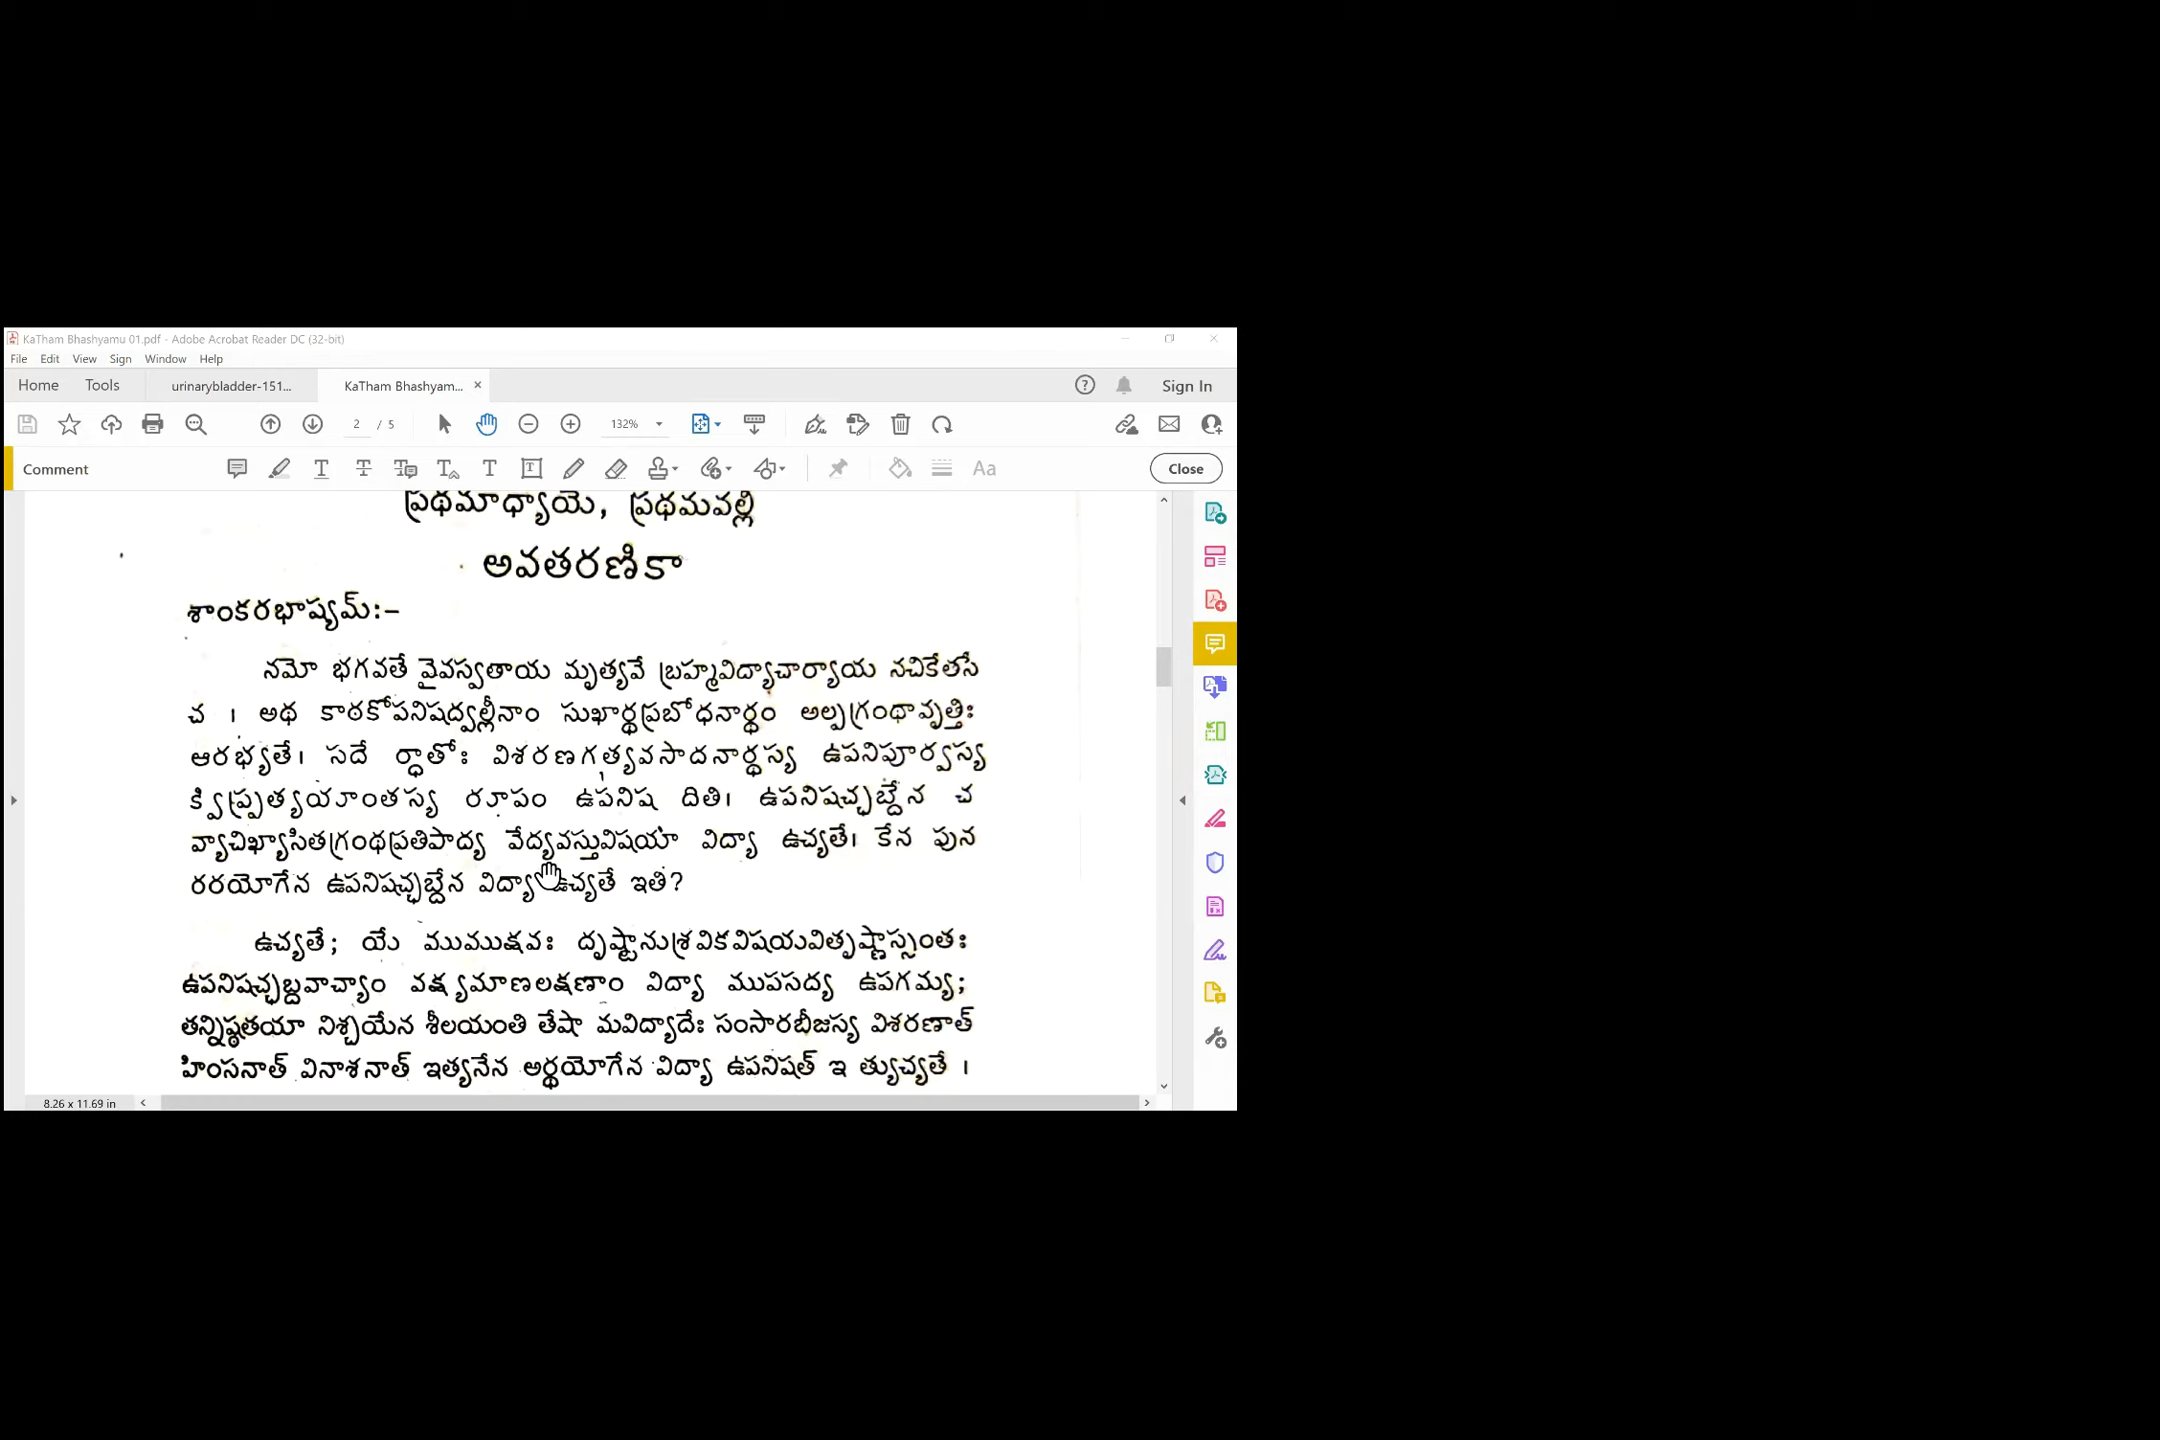 KaTham Bhashyamu 01.pdf - Adobe Acrobat Reader DC (32-bit)
File Edit View Sign Window Help
Home Tools urinarybladder-151... KaTham Bhashyam... Sign In
2 / 5 132%
Comment Close
ప్రథమాధ్యాయే, ప్రథమవల్లీ
అవతరణికా
శాంకరభాష్యమ్:-
నమో భగవతే వైవస్వతాయ మృత్యవే బ్రహ్మవిద్యాచార్యాయ నచికేతసే
చ । అథ కాఠకోపనిషద్వల్లీనాం సుఖార్థప్రబోధనార్థం అల్పగ్రంథావృత్తిః
ఆరభ్యతే। సదే ర్ధాతోః విశరణగత్యవసాదనార్థస్య ఉపనిపూర్వస్య
క్విప్ప్రత్యయాంతస్య రూపం ఉపనిష దితి। ఉపనిషచ్ఛబ్దేన చ
వ్యాచిఖ్యాసితగ్రంథప్రతిపాద్య వేద్యవస్తువిషయా విద్యా ఉచ్యతే। కేన పున
రరయోగేన ఉపనిషచ్ఛబ్దేన విద్యా ఉచ్యతే ఇతి?
ఉచ్యతే; యే ముముక్షవః దృష్టానుశ్రవికవిషయవితృష్ణాస్సంతః
ఉపనిషచ్ఛబ్దవాచ్యాం వక్ష్యమాణలక్షణాం విద్యా ముపసద్య ఉపగమ్య;
తన్నిష్ఠతయా నిశ్చయేన శీలయంతి తేషా మవిద్యాదేః సంసారబీజస్య విశరణాత్
హింసనాత్ వినాశనాత్ ఇత్యనేన అర్థయోగేన విద్యా ఉపనిషత్ ఇ త్యుచ్యతే ।
8.26 x 11.69 in